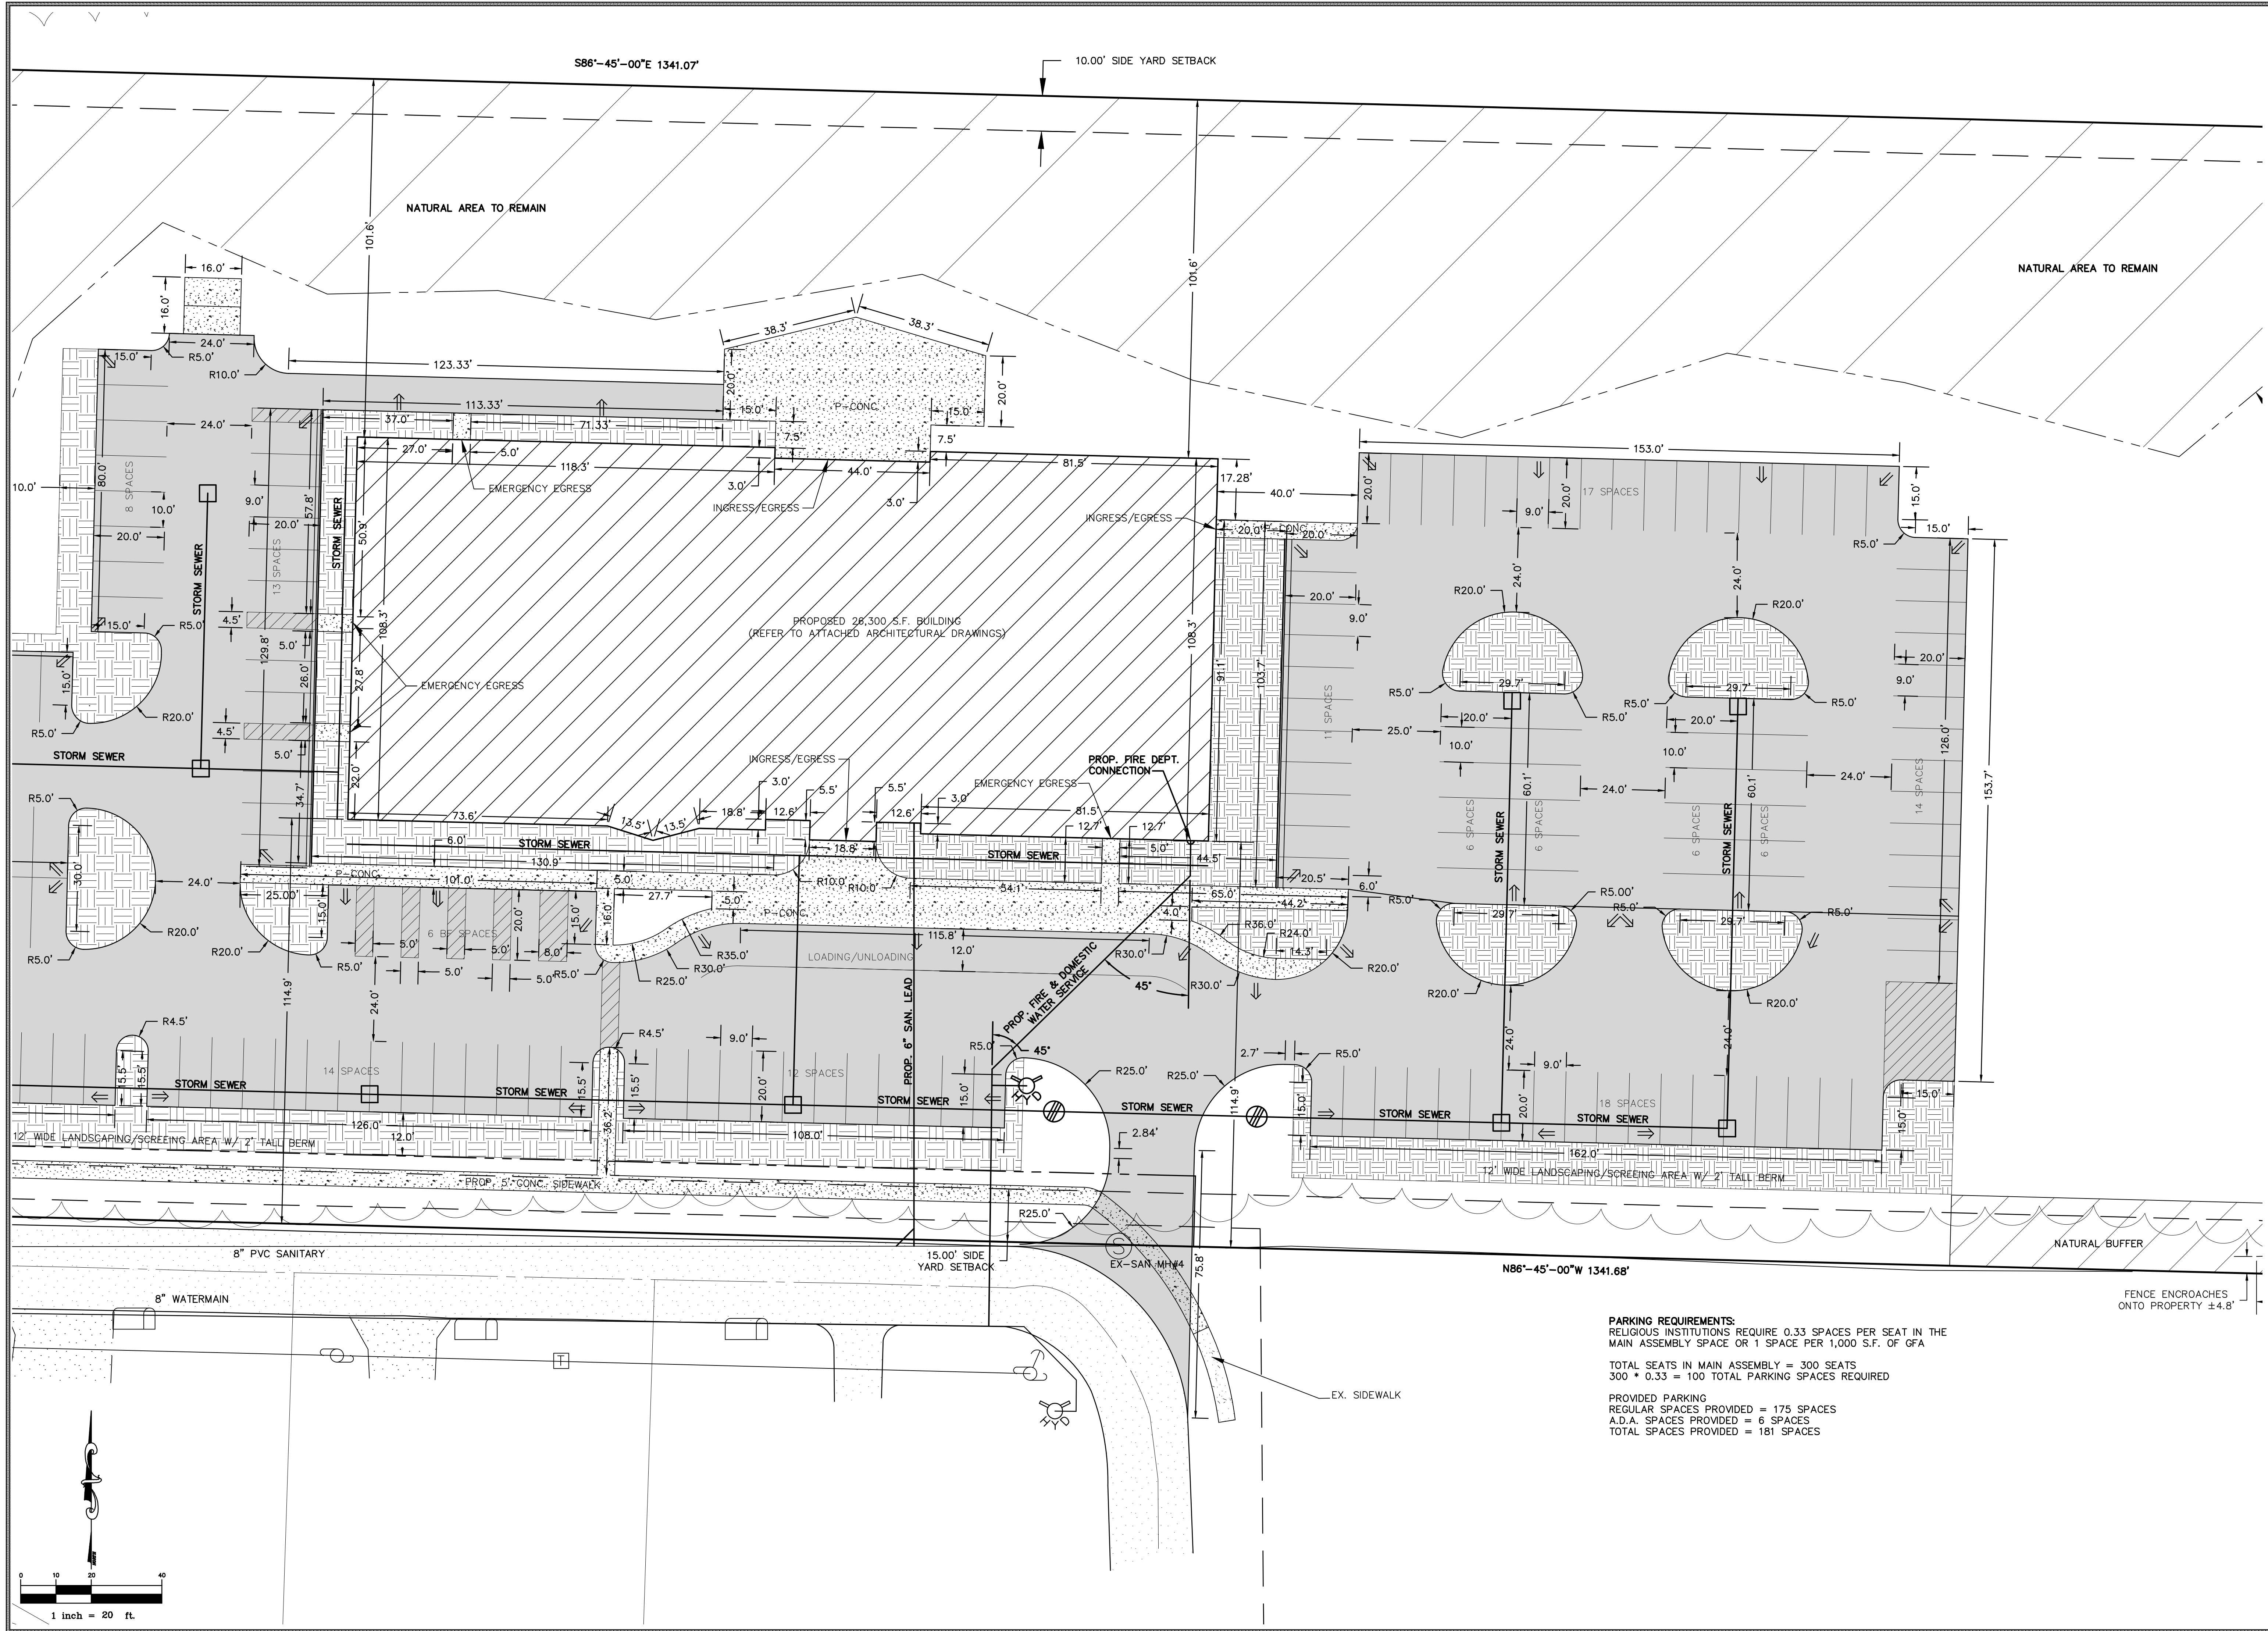 S86°-45'-00"E 1341.07'
10.00' SIDE YARD SETBACK
NATURAL AREA TO REMAIN
101.6'
101.6'
NATURAL AREA TO REMAIN
16.0'
16.0'
24.0'
15.0'
R5.0'
R10.0'
123.33'
38.3'
38.3'
20.0'
20.0'
113.33'
15.0'
P-CONC.
15.0'
37.0'
71.33'
7.5'
7.5'
24.0'
27.0'
5.0'
118.3'
44.0'
81.5'
3.0'
3.0'
EMERGENCY EGRESS
INGRESS/EGRESS
INGRESS/EGRESS
17.28'
40.0'
153.0'
20.0'
20.0'
17 SPACES
9.0'
15.0'
15.0'
R5.0'
10.0'
80.0'
8 SPACES
10.0'
20.0'
9.0'
20.0'
57.8'
STORM SEWER
50.9'
13 SPACES
STORM SEWER
108.3'
20.0'
P-CONC.
20.0'
24.0'
24.0'
R20.0'
R20.0'
20.0'
9.0'
15.0'
R5.0'
4.5'
5.0'
129.8'
26.0'
27.8'
PROPOSED 26,300 S.F. BUILDING
(REFER TO ATTACHED ARCHITECTURAL DRAWINGS)
108.3'
91.1'
103.7'
EMERGENCY EGRESS
15.0'
R20.0'
R5.0'
4.5'
5.0'
29.7'
29.7'
R5.0'
R5.0'
R5.0'
R5.0'
20.0'
20.0'
20.0'
9.0'
11 SPACES
25.0'
10.0'
10.0'
126.0'
STORM SEWER
34.7'
22.0'
INGRESS/EGRESS
PROP. FIRE DEPT.
CONNECTION
EMERGENCY EGRESS
60.1'
24.0'
60.1'
24.0'
14 SPACES
153.7'
R5.0'
73.6'
13.5'
13.5'
18.8'
3.0'
12.6'
5.5'
5.5'
12.6'
3.0'
81.5'
6 SPACES
STORM SEWER
6 SPACES
6 SPACES
STORM SEWER
6 SPACES
30.0'
24.0'
6.0'
STORM SEWER
18.8'
12.7'
12.7'
5.0'
STORM SEWER
44.5'
130.9'
P-CONC.
101.0'
5.0'
R10.0'
R10.0'
54.1'
65.0'
20.5'
6.0'
44.2'
R5.0'
R5.00'
R5.0'
R5.0'
29.7'
29.7'
25.00'
15.0'
27.7'
5.0'
P-CONC.
4.0'
R36.0'
R24.0'
16.0'
15.0'
20.0'
6 BF SPACES
R20.0'
R5.0'
R20.0'
R5.0'
5.0'
5.0'
8.0'
5.0'
5.0'
R5.0'
R35.0'
R30.0'
R25.0'
115.8'
12.0'
LOADING/UNLOADING
R30.0'
14.3'
R20.0'
R30.0'
R20.0'
R20.0'
114.9'
24.0'
PROP. 6" SAN. LEAD
PROP. FIRE & DOMESTIC
WATER SERVICE
45°
45°
R4.5'
R4.5'
9.0'
R5.0'
2.7'
R5.0'
24.0'
9.0'
24.0'
15.5'
15.5'
14 SPACES
15.5'
15.5'
20.0'
12 SPACES
15.0'
HYD
R25.0'
R25.0'
20.0'
18 SPACES
15.0'
STORM SEWER
STORM SEWER
STORM SEWER
STORM SEWER
STORM SEWER
STORM SEWER
114.9'
15.0'
15.0'
12' WIDE LANDSCAPING/SCREEING AREA W/ 2' TALL BERM
126.0'
12.0'
36.2'
108.0'
2.84'
162.0'
12' WIDE LANDSCAPING/SCREEING AREA W/ 2' TALL BERM
PROP. 5' CONC. SIDEWALK
R25.0'
8" PVC SANITARY
15.00' SIDE
YARD SETBACK
S
EX-SAN MH#4
75.8'
N86°-45'-00"W 1341.68'
NATURAL BUFFER
8" WATERMAIN
FENCE ENCROACHES
ONTO PROPERTY ±4.8'
T
HYD
EX. SIDEWALK
PARKING REQUIREMENTS:
RELIGIOUS INSTITUTIONS REQUIRE 0.33 SPACES PER SEAT IN THE
MAIN ASSEMBLY SPACE OR 1 SPACE PER 1,000 S.F. OF GFA
TOTAL SEATS IN MAIN ASSEMBLY = 300 SEATS
300 * 0.33 = 100 TOTAL PARKING SPACES REQUIRED
PROVIDED PARKING
REGULAR SPACES PROVIDED = 175 SPACES
A.D.A. SPACES PROVIDED = 6 SPACES
TOTAL SPACES PROVIDED = 181 SPACES
0 10 20 40
1 inch = 20 ft.